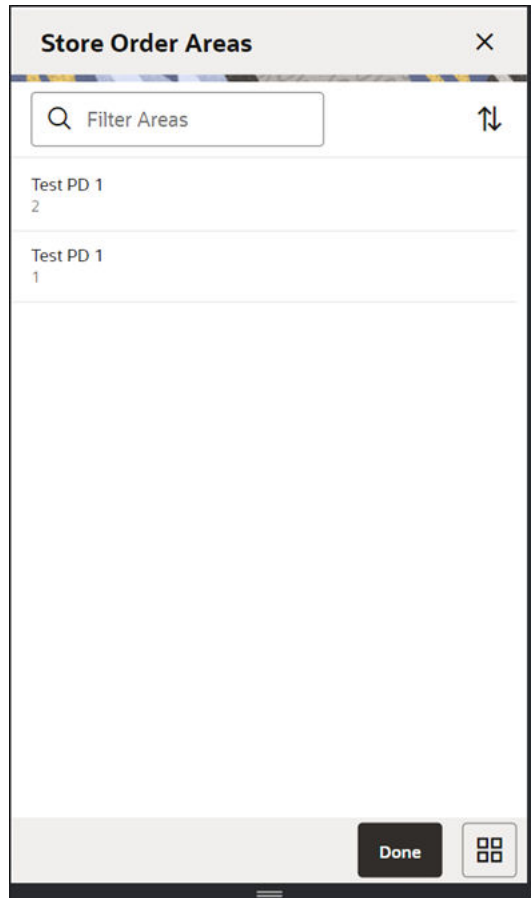 Store Order Areas
Filter Areas
Test PD 1
2
Test PD 1
1
Done